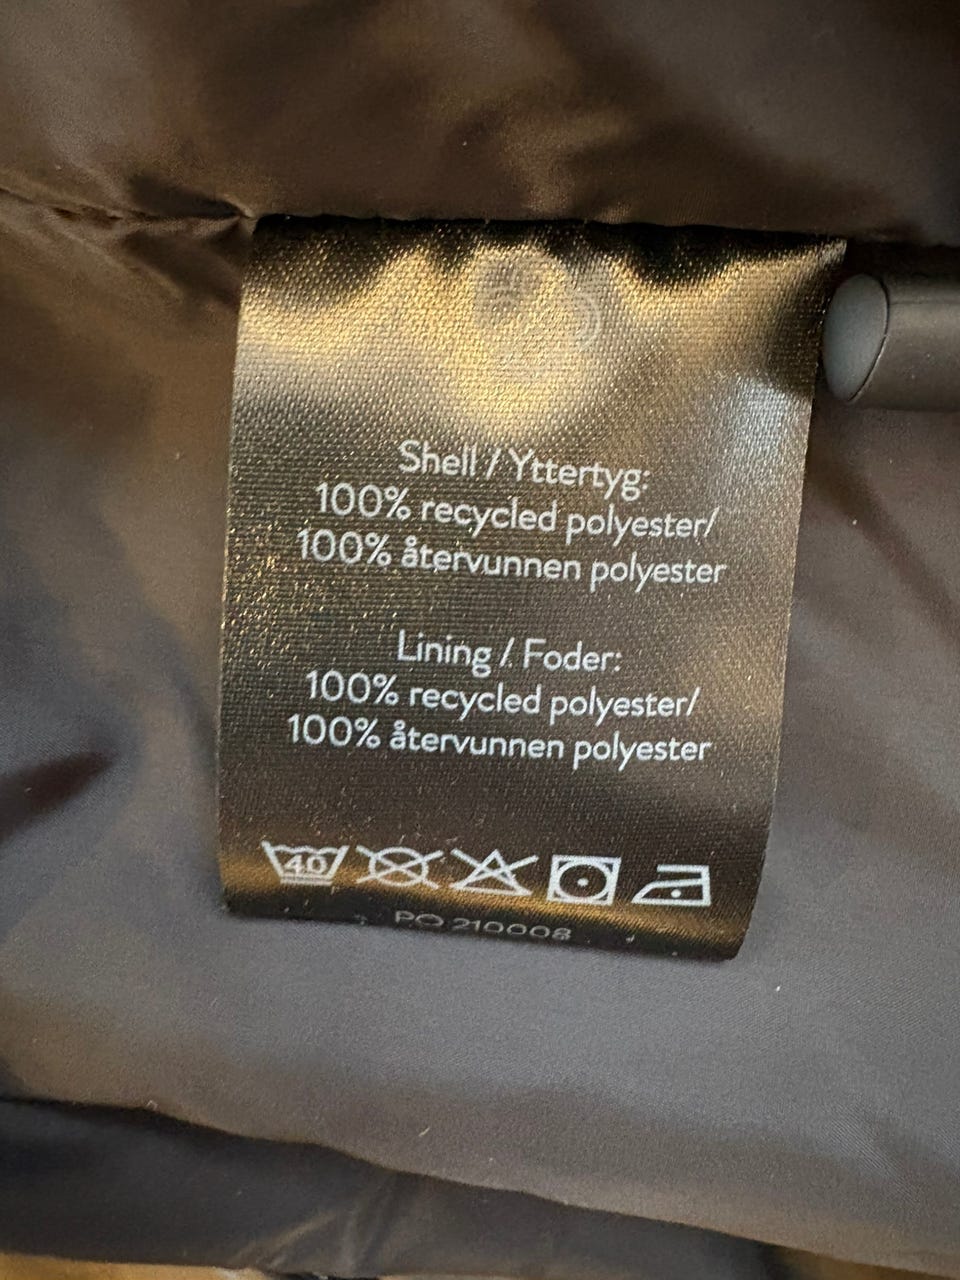 Shell / Yttertyg:
100% recycled polyester/
100% återvunnen polyester
Lining / Foder:
100% recycled polyester/
100% återvunnen polyester
40
PO 210008